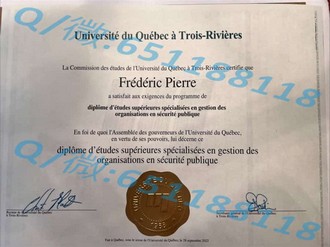 Université du Québec à Trois-Rivières
La Commission des études de l'Université du Québec à Trois-Rivières certifie que
Frédéric Pierre
a satisfait aux exigences du programme de
diplôme d'études supérieures spécialisées en gestion des
organisations en sécurité publique
En foi de quoi l'Assemblée des gouverneurs de l'Université du Québec,
en vertu de ses pouvoirs, lui décerne ce
diplôme d'études supérieures spécialisées en gestion des
organisations en sécurité publique
1968
Q/微:651188118
Q/微:651188118